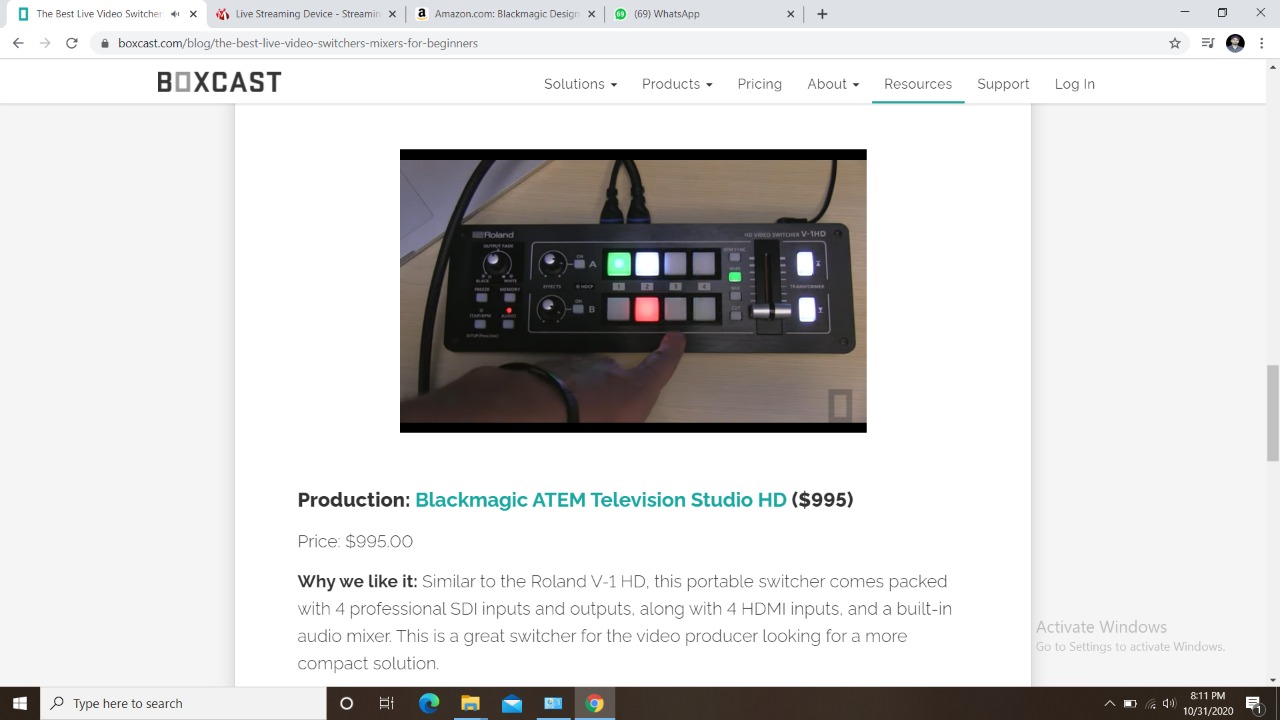 The Best Live Video Switchers
Live Streaming Devices - Streamin
Amazon.com: Blackmagic Design
(69) WhatsApp
boxcast.com/blog/the-best-live-video-switchers-mixers-for-beginners
BOXCAST
Solutions
Products
Pricing
About
Resources
Support
Log In
Roland
HD VIDEO SWITCHER V-1HD
OUTPUT FADE
BLACK WHITE
FREEZE MEMORY
AUDIO
ON A
EFFECTS HDCP 1 2 3 4
TRANSFORMER
ON B
Production: Blackmagic ATEM Television Studio HD ($995)
Price: $995.00
Why we like it: Similar to the Roland V-1 HD, this portable switcher comes packed
with 4 professional SDI inputs and outputs, along with 4 HDMI inputs, and a built-in
audio mixer. This is a great switcher for the video producer looking for a more
compact solution.
Activate Windows
Go to Settings to activate Windows.
Type here to search
8:11 PM
10/31/2020